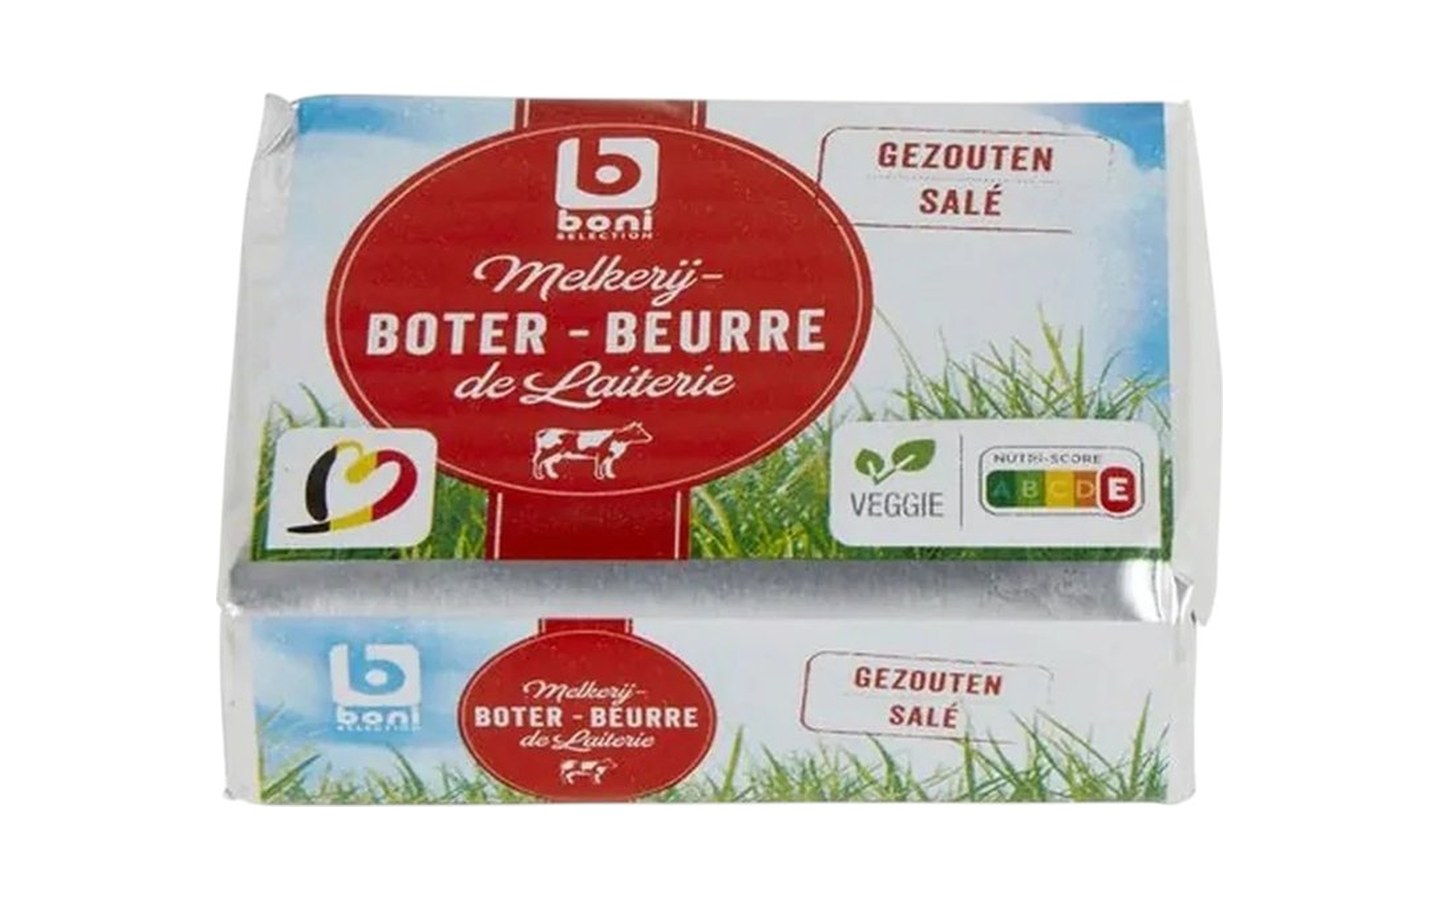 boni
SELECTION
Melkerij-
BOTER - BEURRE
de Laiterie
GEZOUTEN
SALÉ
VEGGIE
NUTRI-SCORE
A B C D E
boni
SELECTION
Melkerij-
BOTER - BEURRE
de Laiterie
GEZOUTEN
SALÉ